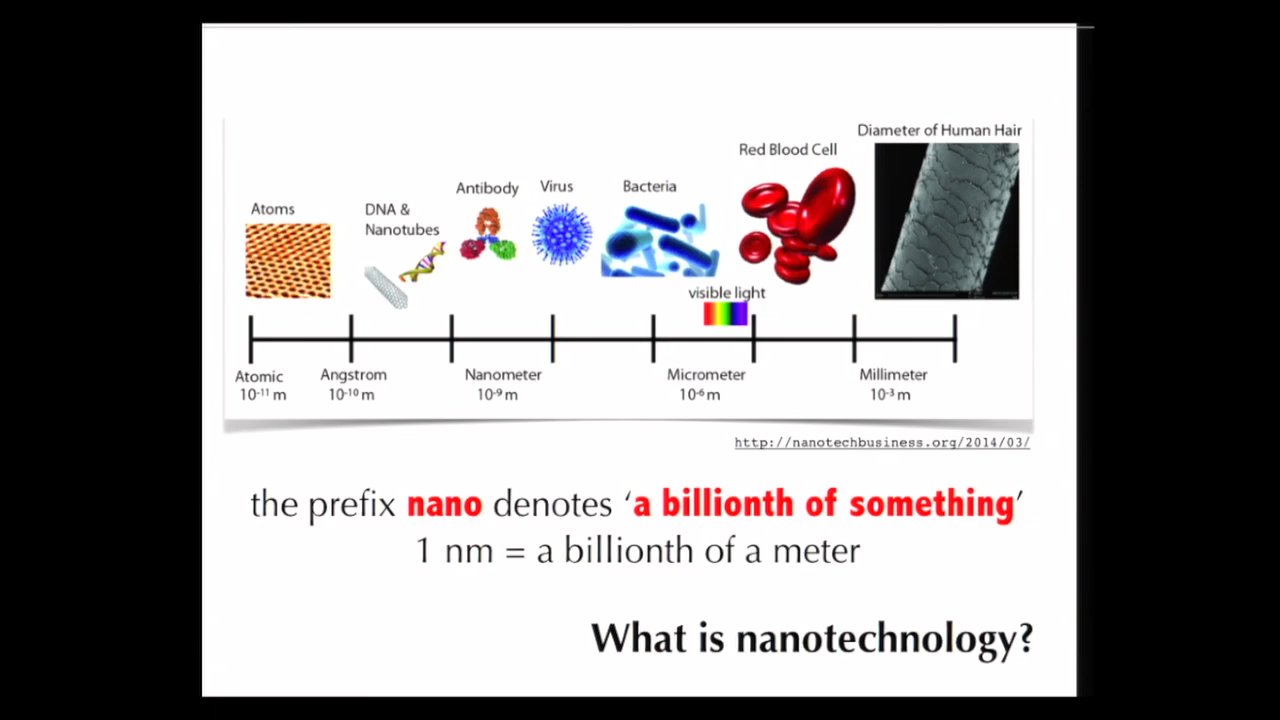 Diameter of Human Hair
Red Blood Cell
Antibody
Virus
Bacteria
Atoms
DNA &
Nanotubes
visible light
Atomic
10⁻¹¹ m
Angstrom
10⁻¹⁰ m
Nanometer
10⁻⁹ m
Micrometer
10⁻⁶ m
Millimeter
10⁻³ m
http://nanotechbusiness.org/2014/03/
the prefix nano denotes ‘a billionth of something’
1 nm = a billionth of a meter
What is nanotechnology?